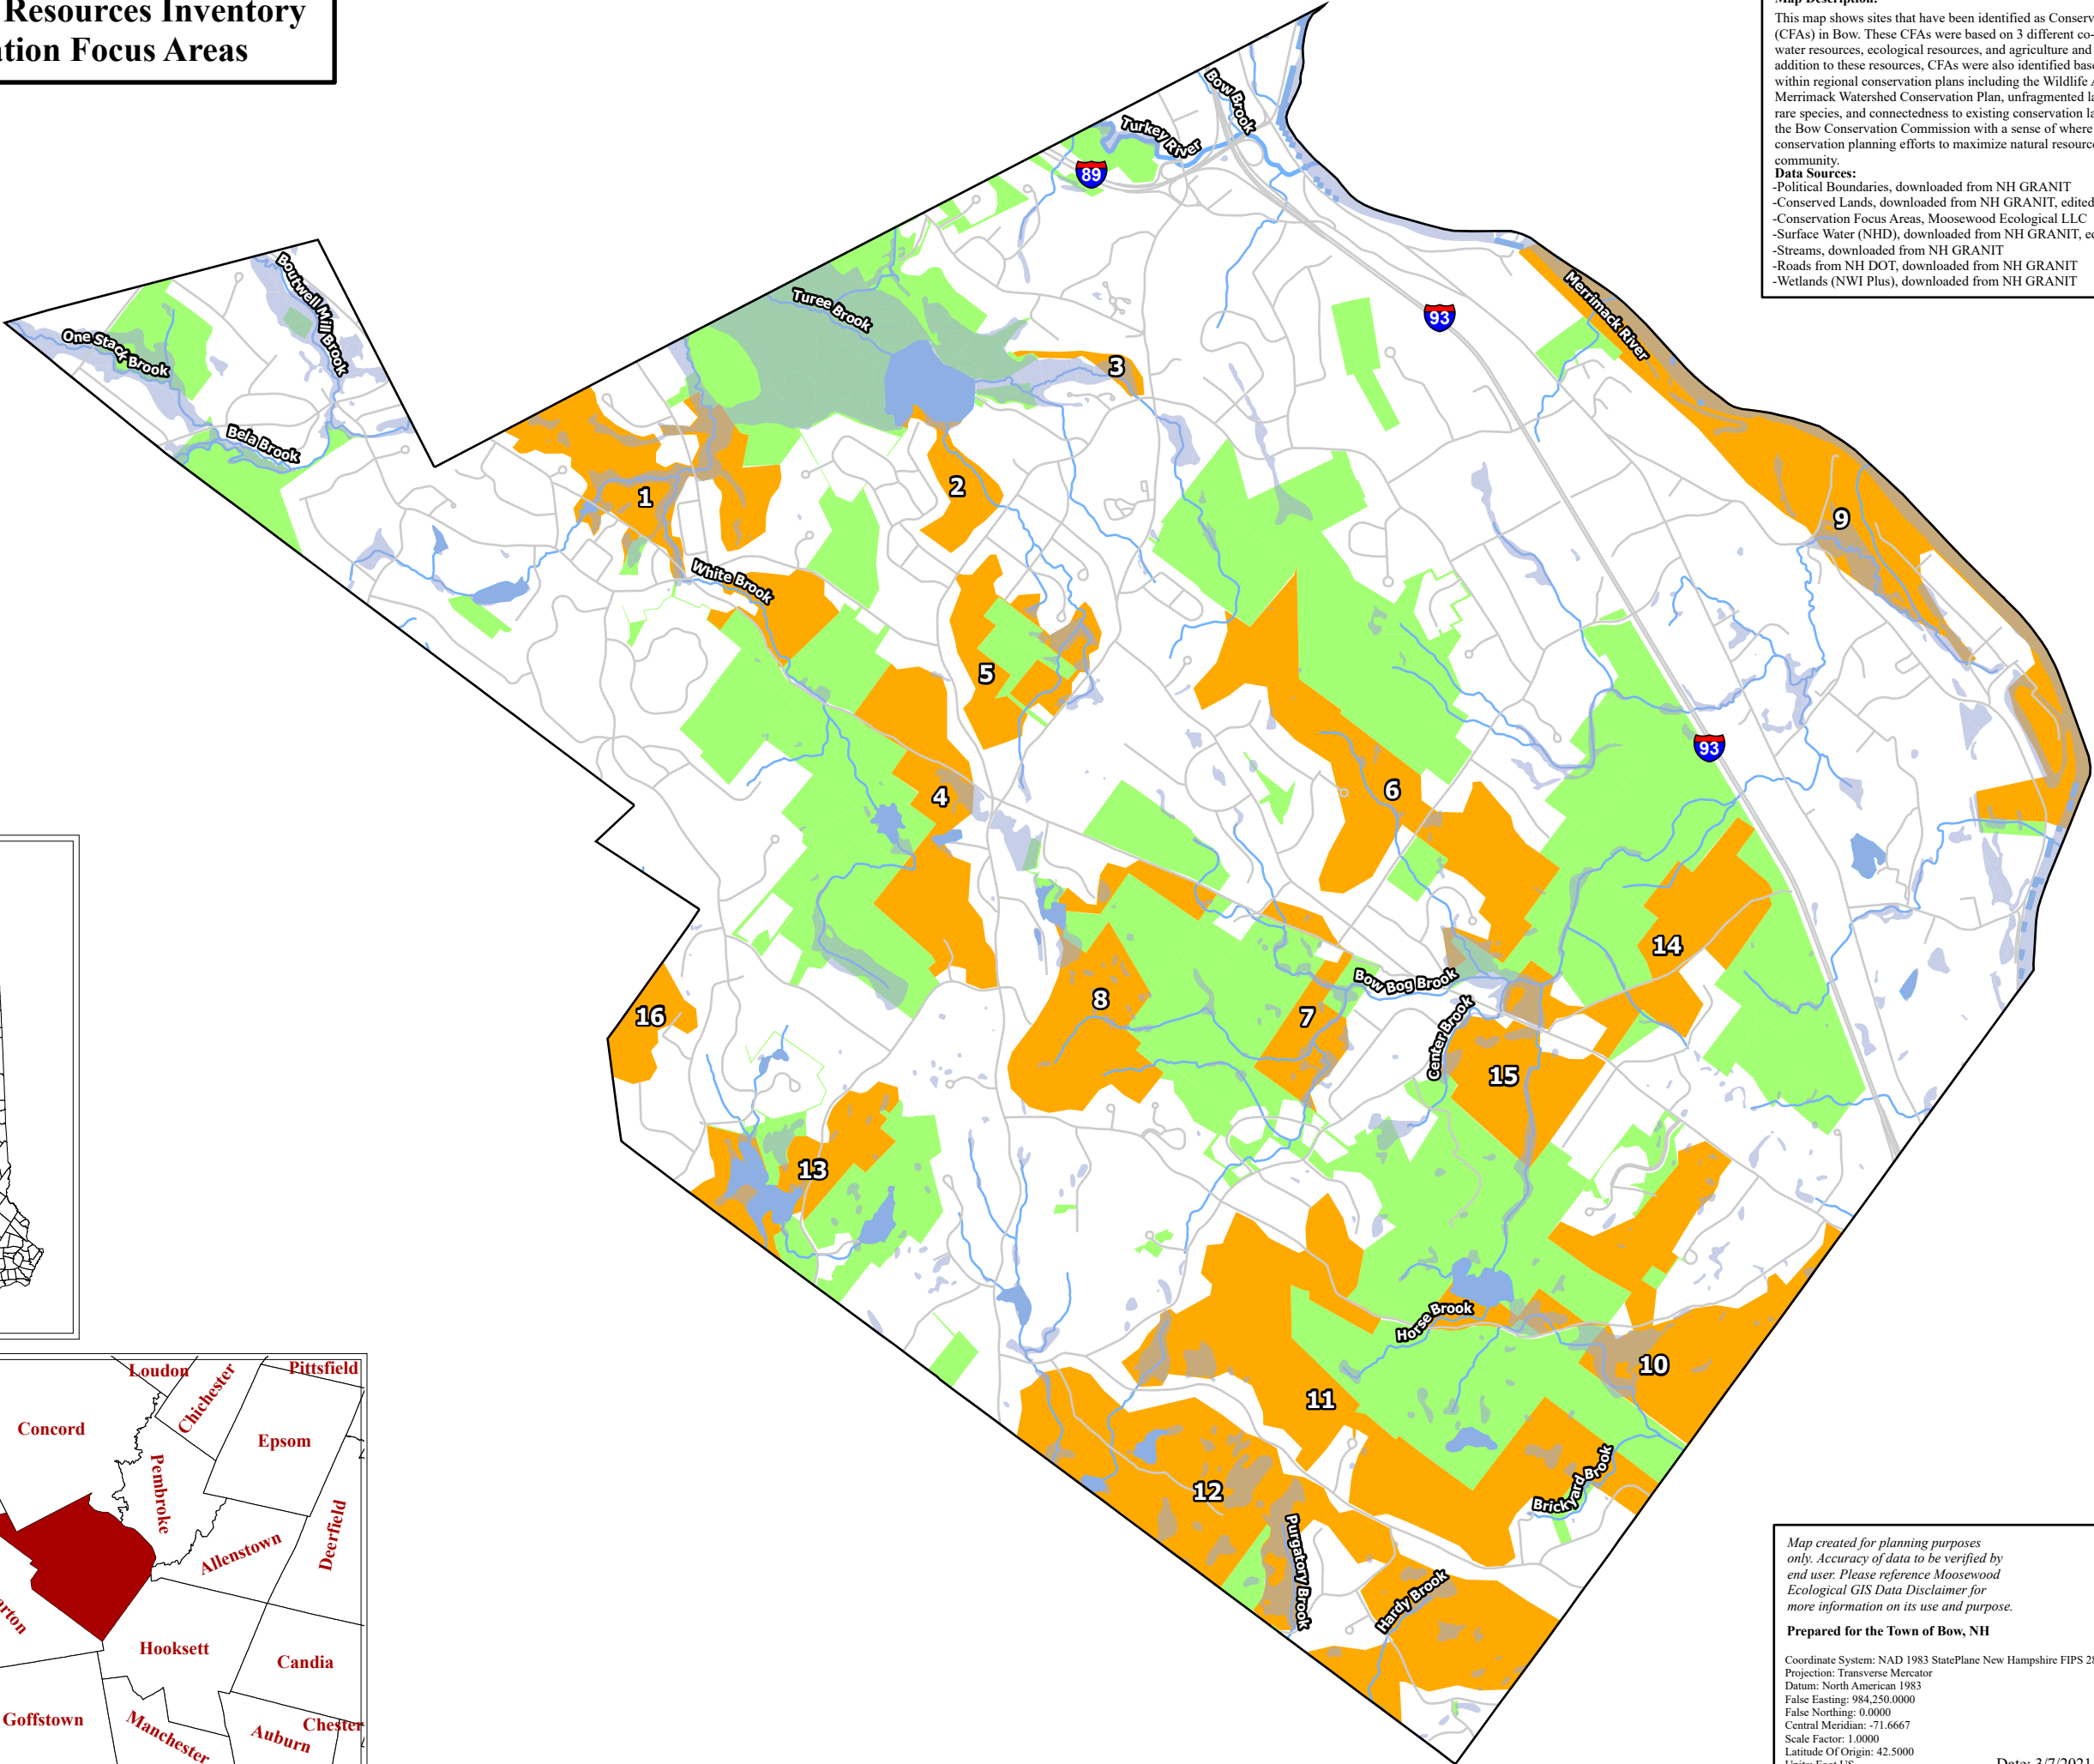 Resources Inventory
tion Focus Areas
Map Description:
This map shows sites that have been identified as Conserv
(CFAs) in Bow. These CFAs were based on 3 different co-
water resources, ecological resources, and agriculture and
addition to these resources, CFAs were also identified base
within regional conservation plans including the Wildlife A
Merrimack Watershed Conservation Plan, unfragmented la
rare species, and connectedness to existing conservation la
the Bow Conservation Commission with a sense of where
conservation planning efforts to maximize natural resource
community.
Data Sources:
-Political Boundaries, downloaded from NH GRANIT
-Conserved Lands, downloaded from NH GRANIT, edited
-Conservation Focus Areas, Moosewood Ecological LLC
-Surface Water (NHD), downloaded from NH GRANIT, ed
-Streams, downloaded from NH GRANIT
-Roads from NH DOT, downloaded from NH GRANIT
-Wetlands (NWI Plus), downloaded from NH GRANIT
Bow Brook
Turkey River
89
Boutwell Mill Brook
Turee Brook
Merrimack River
93
One Stack Brook
3
Bela Brook
2
1
9
White Brook
5
93
6
4
14
Bow Bog Brook
8
7
16
Center Brook
15
13
Horse Brook
10
11
Brickyard Brook
12
Purgatory Brook
Hardy Brook
Loudon
Chichester
Pittsfield
Concord
Epsom
Pembroke
Deerfield
Allenstown
arton
Hooksett
Candia
Goffstown
Manchester
Auburn
Chester
Map created for planning purposes
only. Accuracy of data to be verified by
end user. Please reference Moosewood
Ecological GIS Data Disclaimer for
more information on its use and purpose.
Prepared for the Town of Bow, NH
Coordinate System: NAD 1983 StatePlane New Hampshire FIPS 28
Projection: Transverse Mercator
Datum: North American 1983
False Easting: 984,250.0000
False Northing: 0.0000
Central Meridian: -71.6667
Scale Factor: 1.0000
Latitude Of Origin: 42.5000
Units: Foot US
Date: 3/7/2021